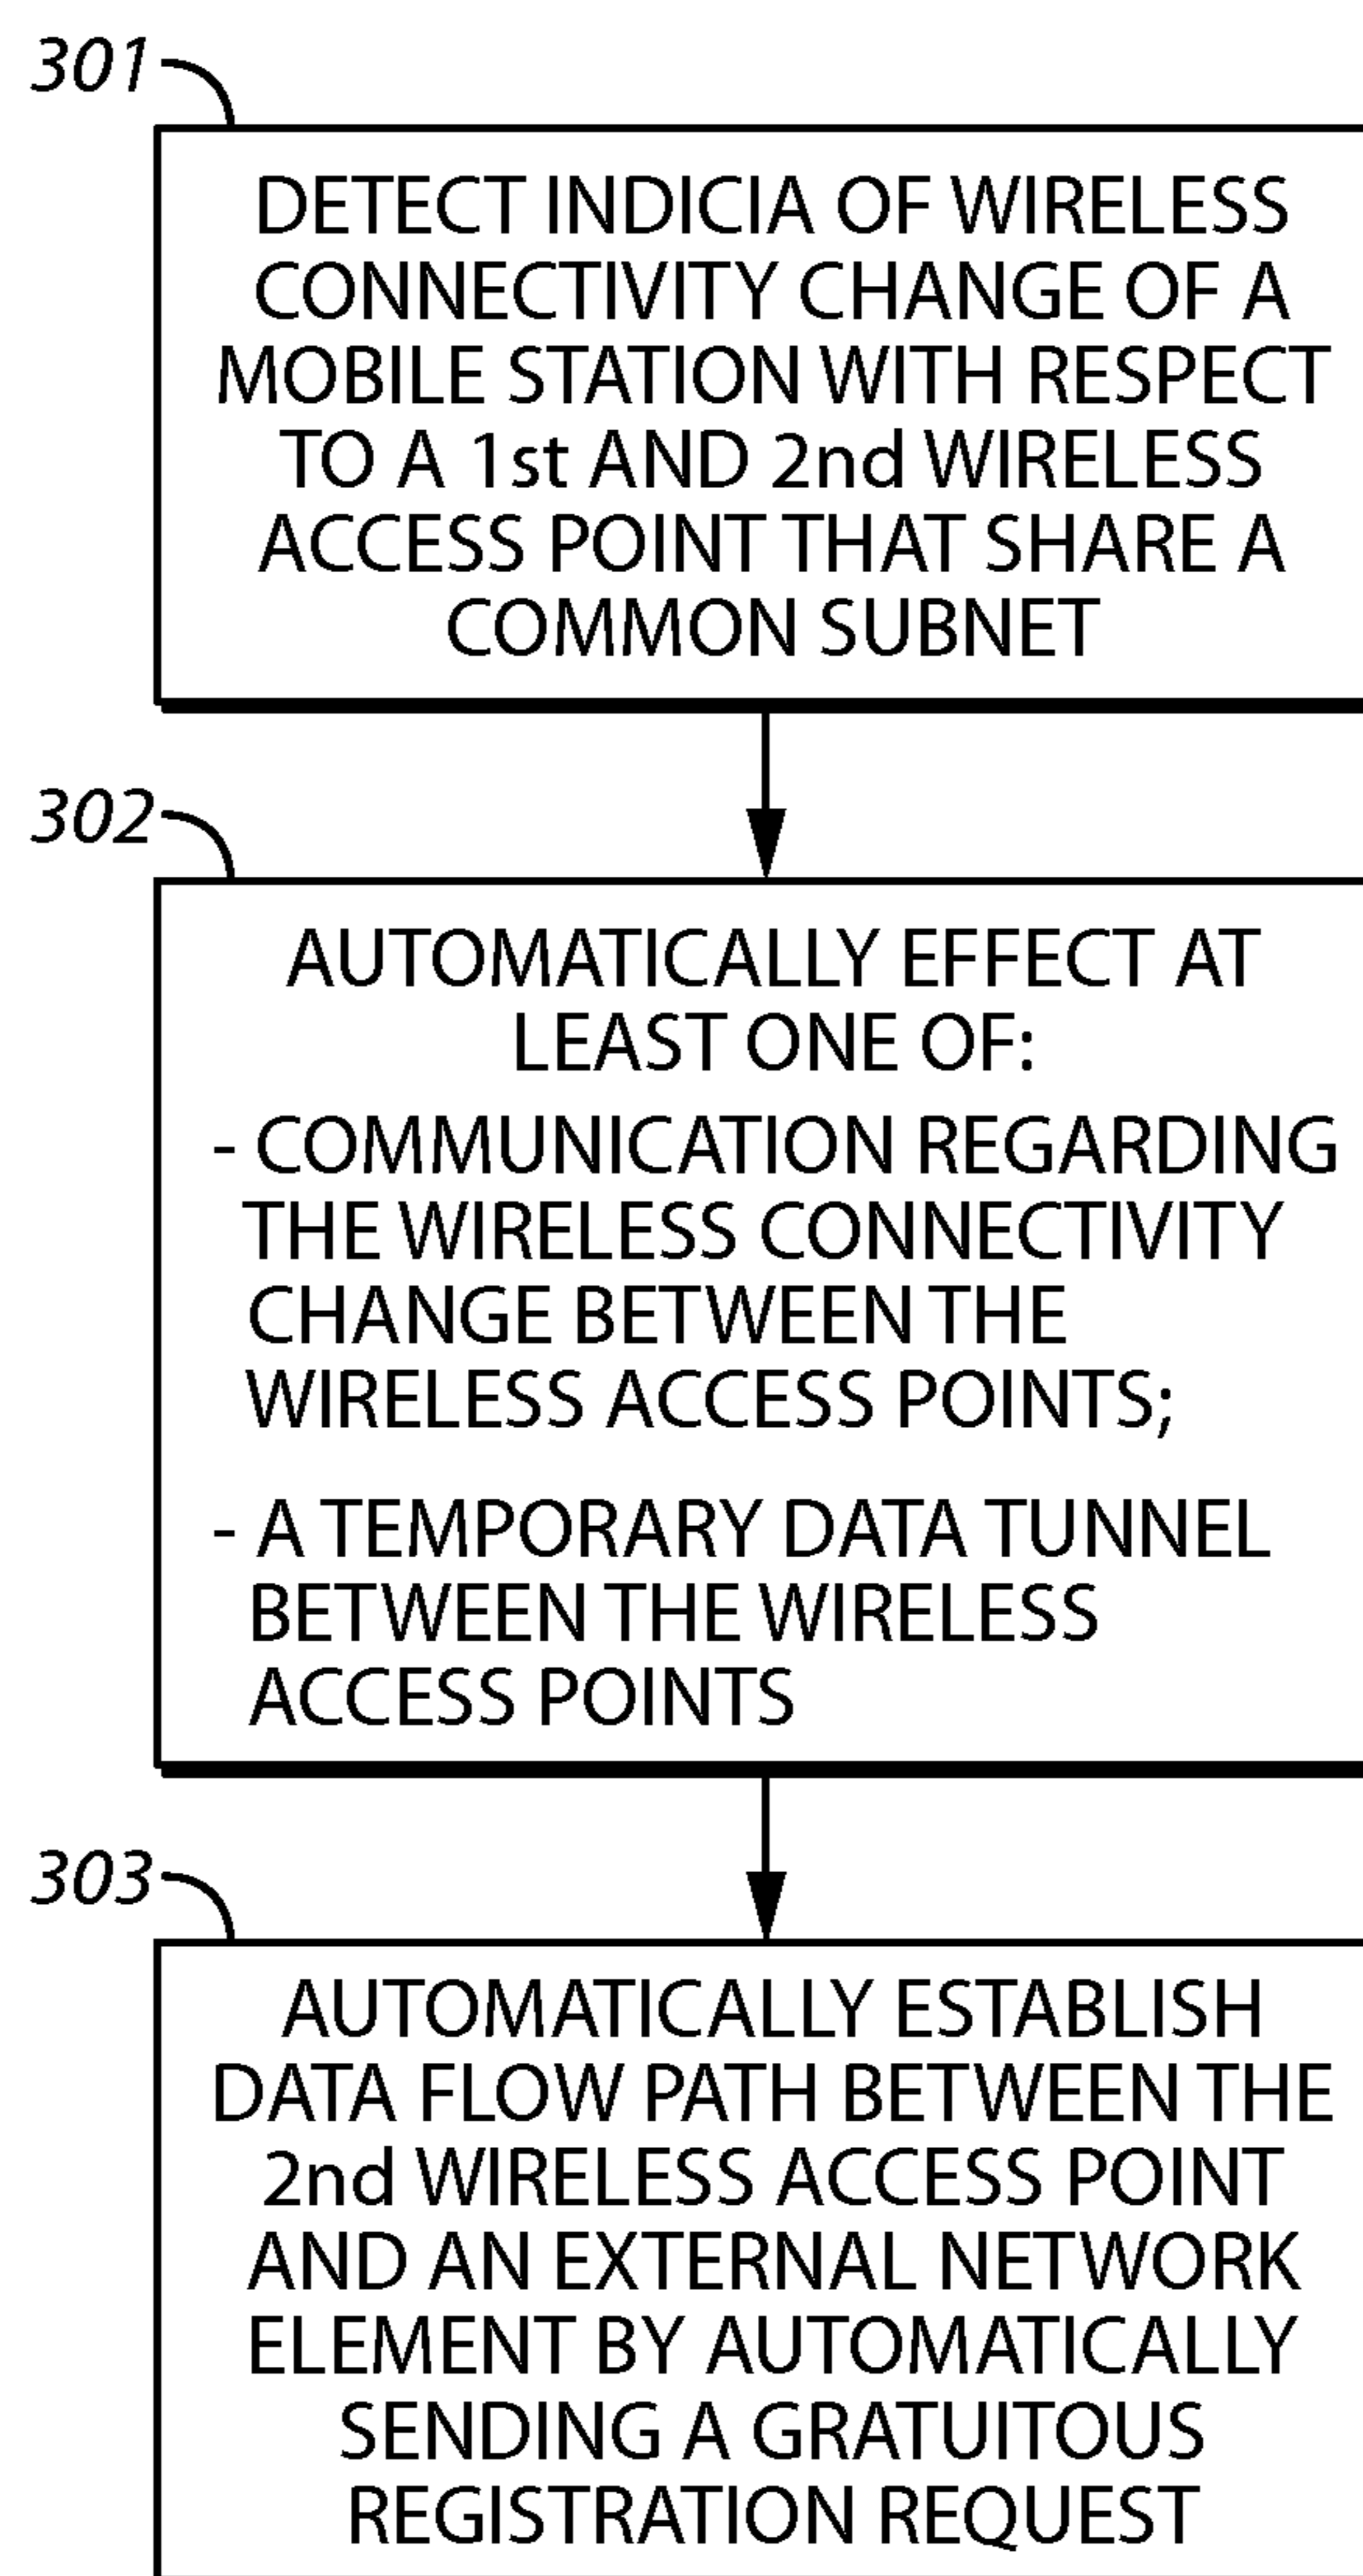 301
DETECT INDICIA OF WIRELESS
CONNECTIVITY CHANGE OF A
MOBILE STATION WITH RESPECT
TO A 1st AND 2nd WIRELESS
ACCESS POINT THAT SHARE A
COMMON SUBNET
302
AUTOMATICALLY EFFECT AT
LEAST ONE OF:
- COMMUNICATION REGARDING
THE WIRELESS CONNECTIVITY
CHANGE BETWEEN THE
WIRELESS ACCESS POINTS;
- A TEMPORARY DATA TUNNEL
BETWEEN THE WIRELESS
ACCESS POINTS
303
AUTOMATICALLY ESTABLISH
DATA FLOW PATH BETWEEN THE
2nd WIRELESS ACCESS POINT
AND AN EXTERNAL NETWORK
ELEMENT BY AUTOMATICALLY
SENDING A GRATUITOUS
REGISTRATION REQUEST